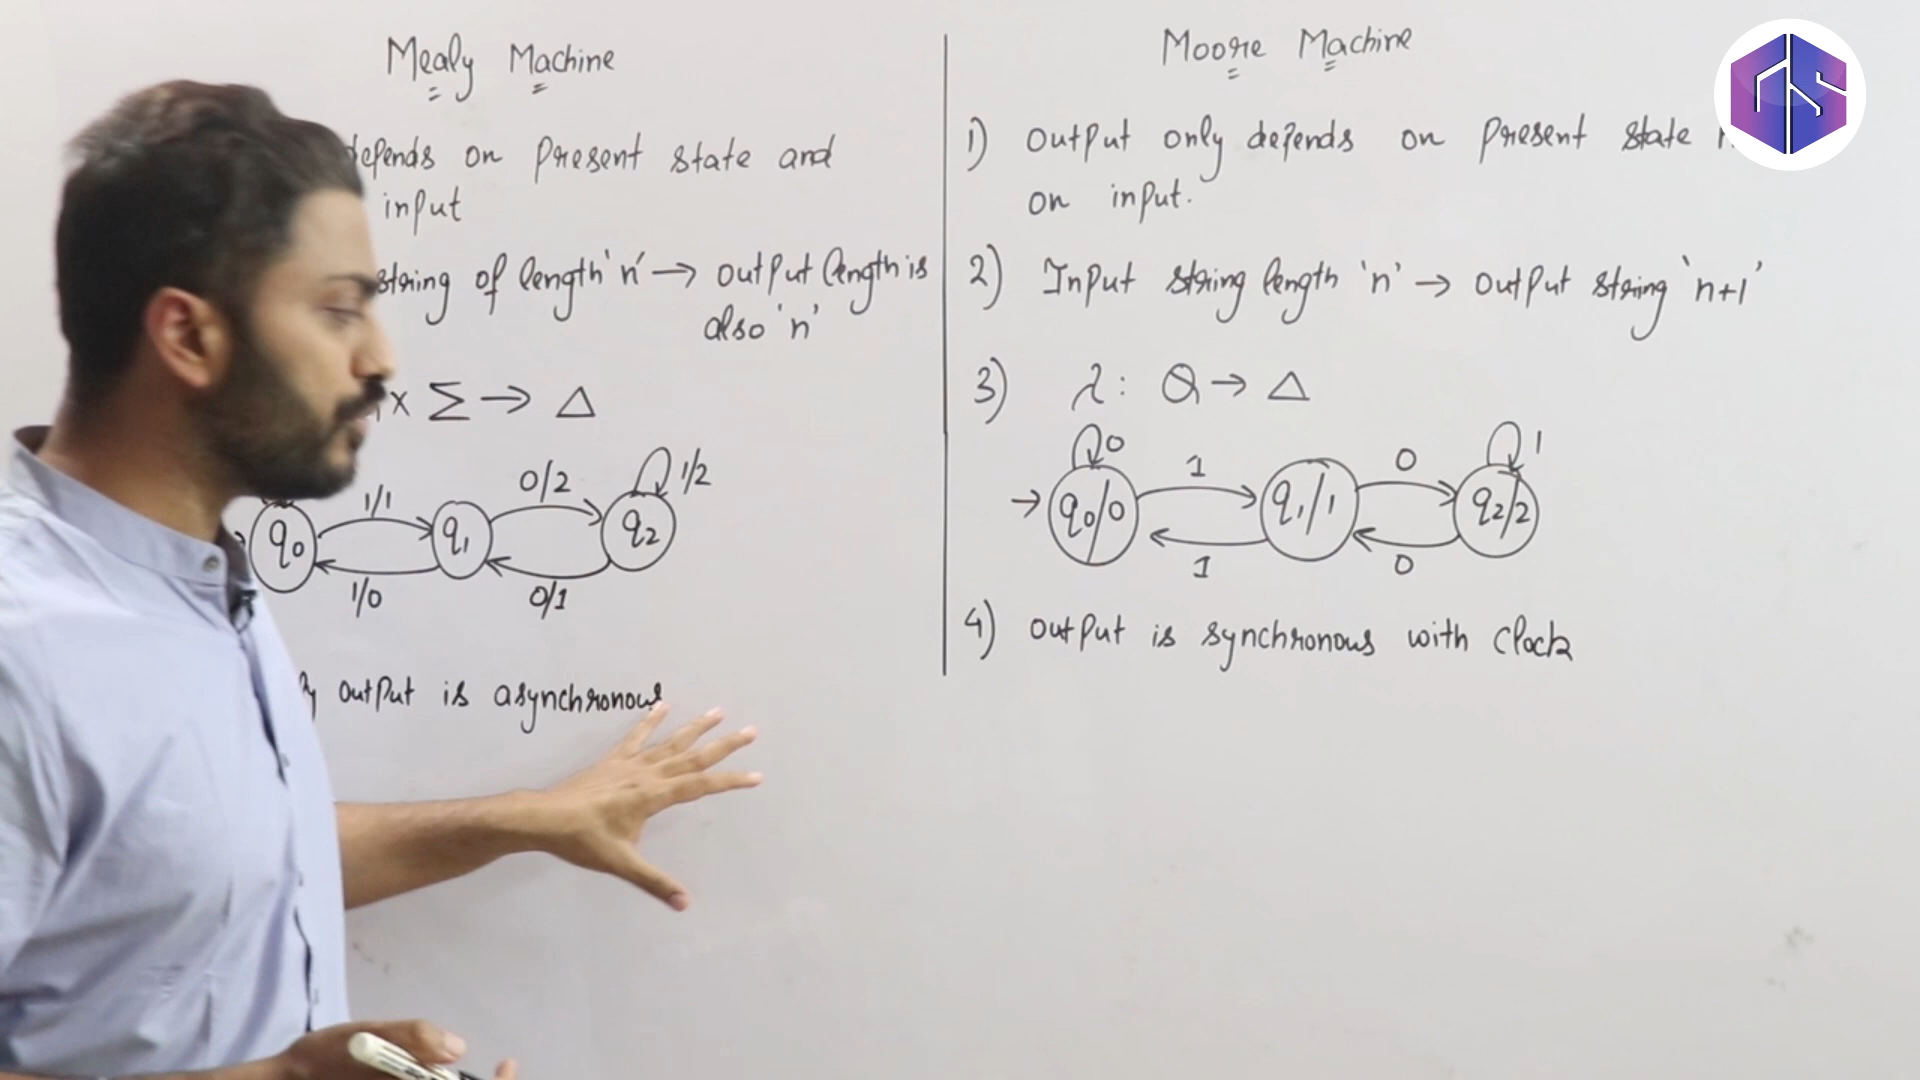 Mealy Machine
depends on present state and
input
string of length 'n' → output length is
also 'n'
x Σ → Δ
1/1
0/2
1/2
q0
q1
q2
1/0
0/1
output is asynchronous
Moore Machine
1) Output only depends on present state
on input.
2) Input string length 'n' → output string 'n+1'
3) λ: Q → Δ
0
1
0
1
→ q0/0
q1/1
q2/2
1
0
4) output is synchronous with clock